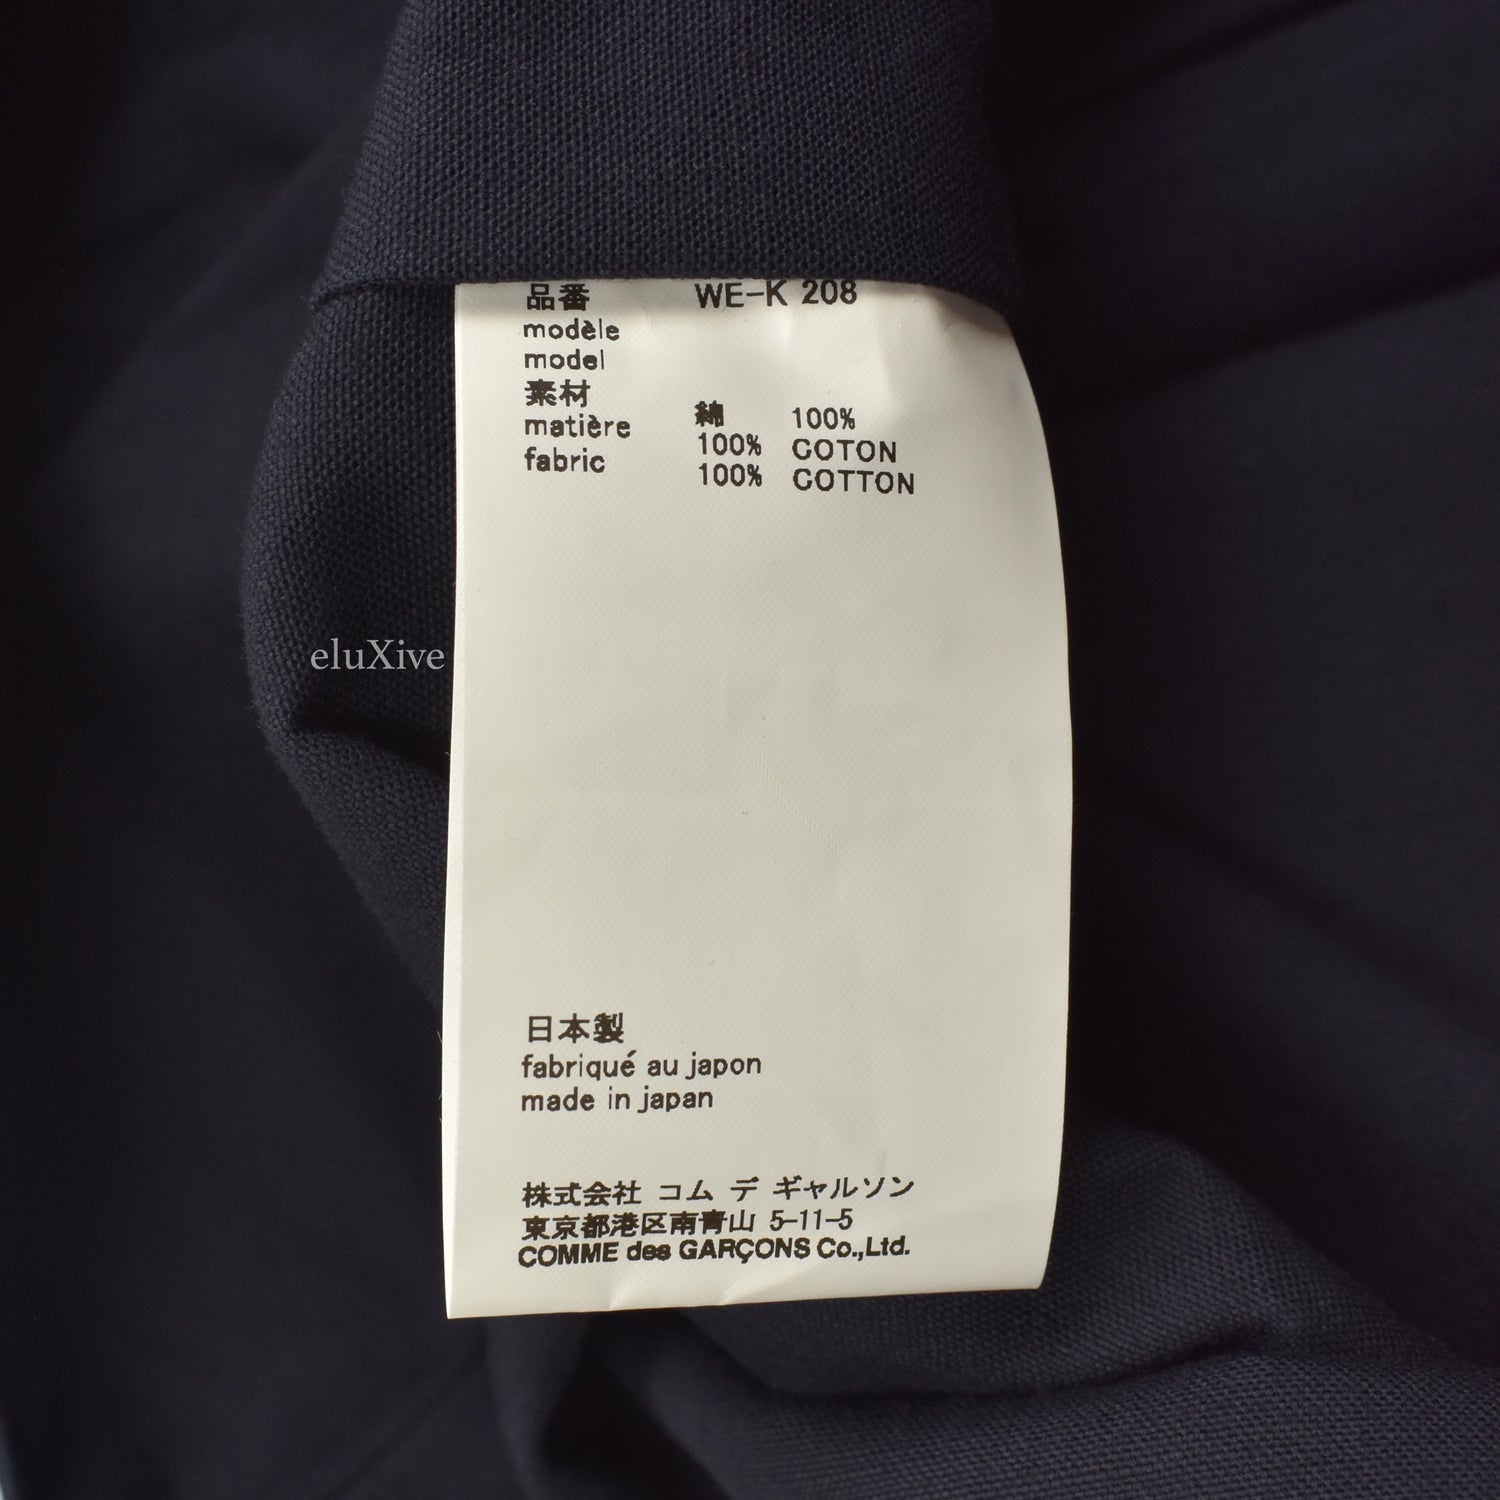 品番 WE-K 208
modèle
model
素材
matière 綿 100%
fabric 100% COTON
100% COTTON
eluXive
日本製
fabriqué au japon
made in japan
株式会社 コム デ ギャルソン
東京都港区南青山 5-11-5
COMME des GARÇONS Co.,Ltd.